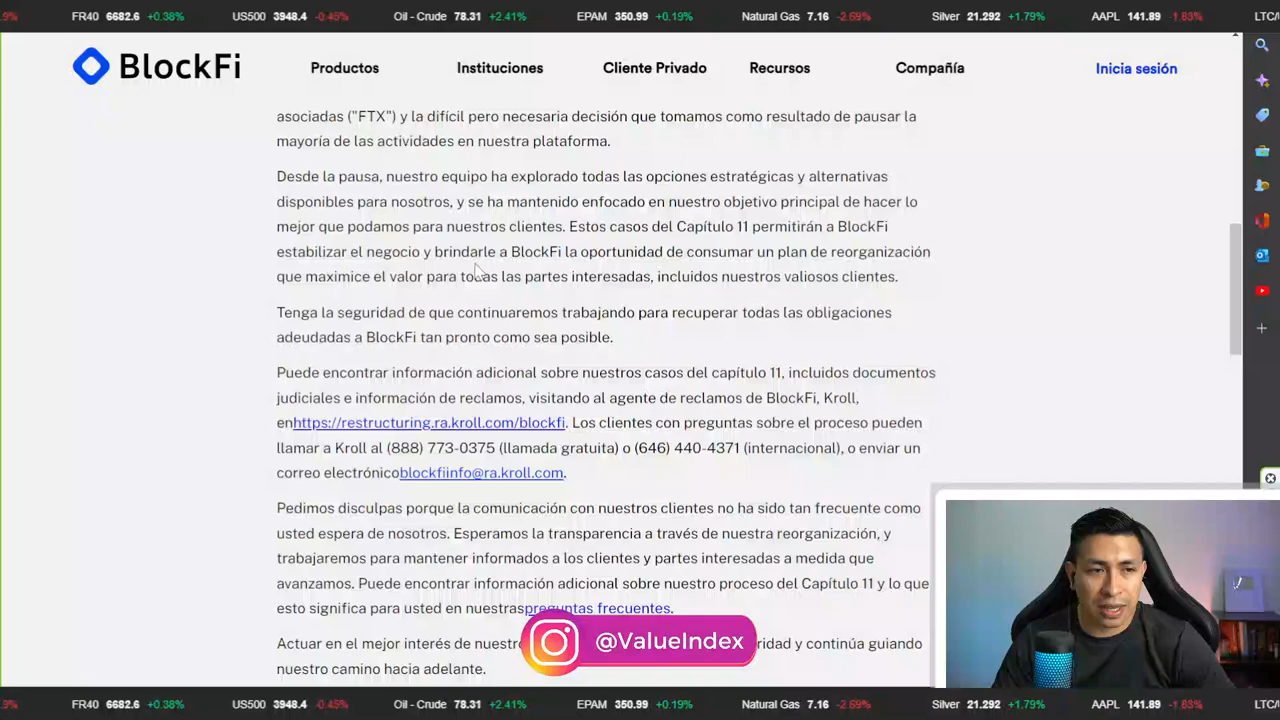 .9% FR40 6682.6 +0.38% US500 3948.4 -0.45% Oil - Crude 78.31 +2.41% EPAM 350.99 +0.19% Natural Gas 7.16 -2.69% Silver 21.292 +1.79% AAPL 141.89 -1.83% LTC/
BlockFi Productos Instituciones Cliente Privado Recursos Compañía Inicia sesión
asociadas ("FTX") y la difícil pero necesaria decisión que tomamos como resultado de pausar la
mayoría de las actividades en nuestra plataforma.
Desde la pausa, nuestro equipo ha explorado todas las opciones estratégicas y alternativas
disponibles para nosotros, y se ha mantenido enfocado en nuestro objetivo principal de hacer lo
mejor que podamos para nuestros clientes. Estos casos del Capítulo 11 permitirán a BlockFi
estabilizar el negocio y brindarle a BlockFi la oportunidad de consumar un plan de reorganización
que maximice el valor para todas las partes interesadas, incluidos nuestros valiosos clientes.
Tenga la seguridad de que continuaremos trabajando para recuperar todas las obligaciones
adeudadas a BlockFi tan pronto como sea posible.
Puede encontrar información adicional sobre nuestros casos del capítulo 11, incluidos documentos
judiciales e información de reclamos, visitando al agente de reclamos de BlockFi, Kroll,
enhttps://restructuring.ra.kroll.com/blockfi. Los clientes con preguntas sobre el proceso pueden
llamar a Kroll al (888) 773-0375 (llamada gratuita) o (646) 440-4371 (internacional), o enviar un
correo electrónicoblockfiinfo@ra.kroll.com.
Pedimos disculpas porque la comunicación con nuestros clientes no ha sido tan frecuente como
usted espera de nosotros. Esperamos la transparencia a través de nuestra reorganización, y
trabajaremos para mantener informados a los clientes y partes interesadas a medida que
avanzamos. Puede encontrar información adicional sobre nuestro proceso del Capítulo 11 y lo que
esto significa para usted en nuestraspreguntas frecuentes.
Actuar en el mejor interés de nuestro ridad y continúa guiando
@ValueIndex
nuestro camino hacia adelante.
.9% FR40 6682.6 +0.38% US500 3948.4 -0.45% Oil - Crude 78.31 +2.41% EPAM 350.99 +0.19% Natural Gas 7.16 -2.69% Silver 21.292 +1.79% AAPL 141.89 -1.83% LTC/